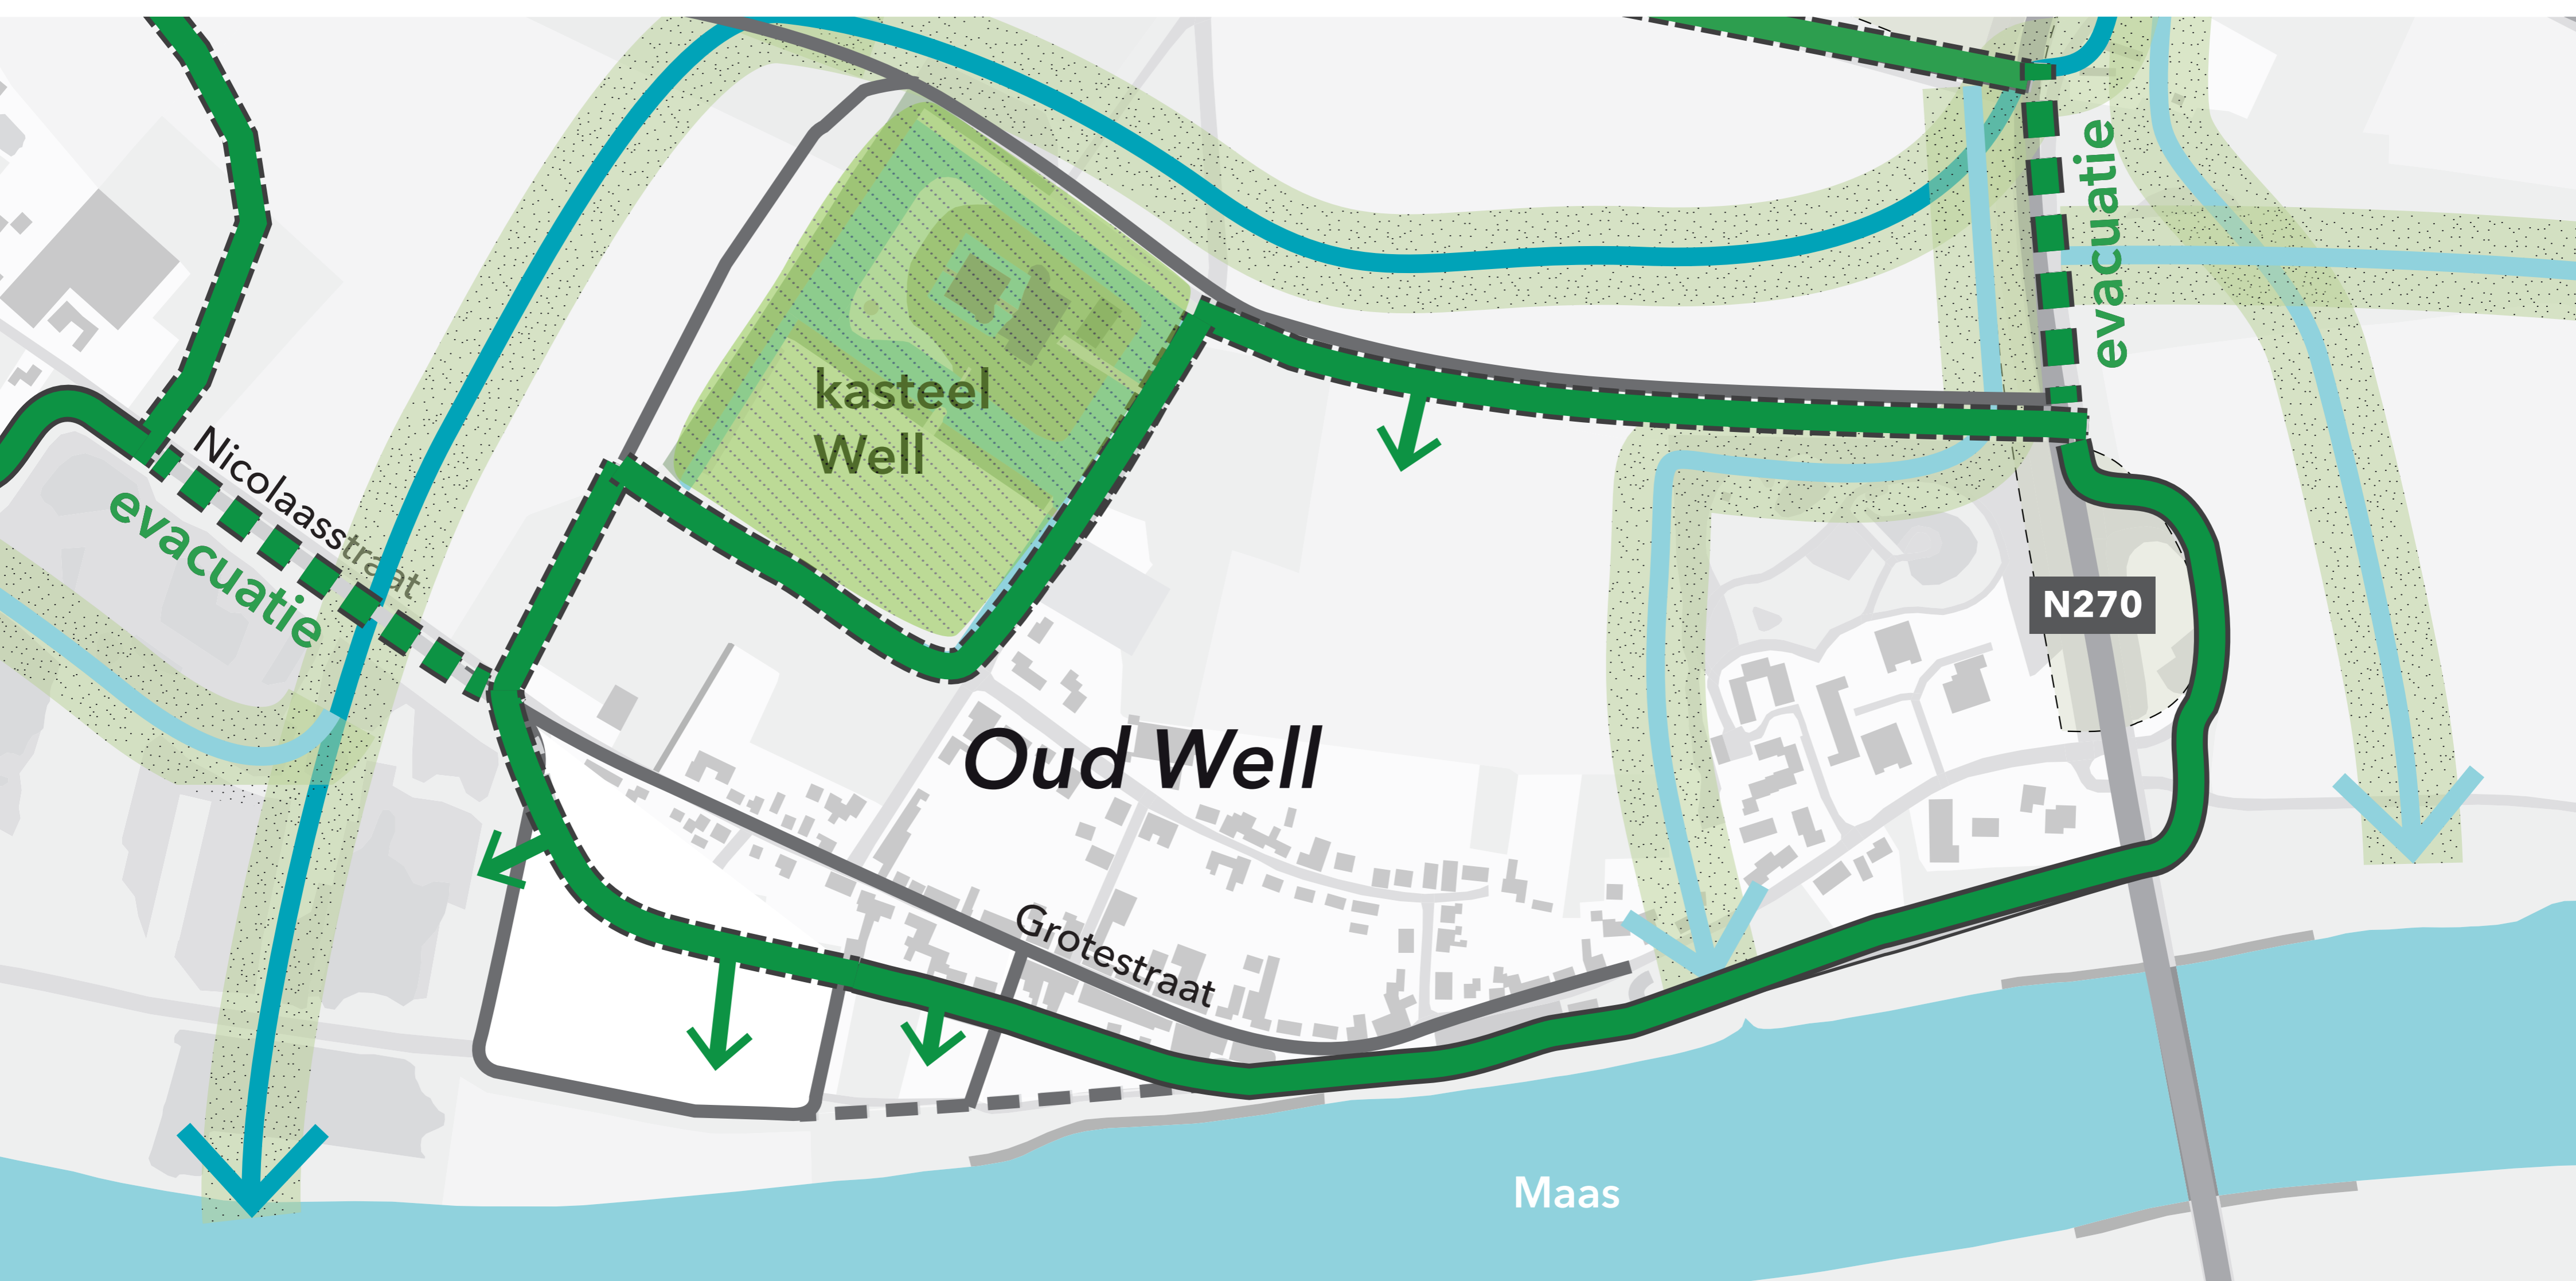 evacuatie
kasteel
Well
Nicolaasstraat
evacuatie
N270
Oud Well
Grotestraat
Maas